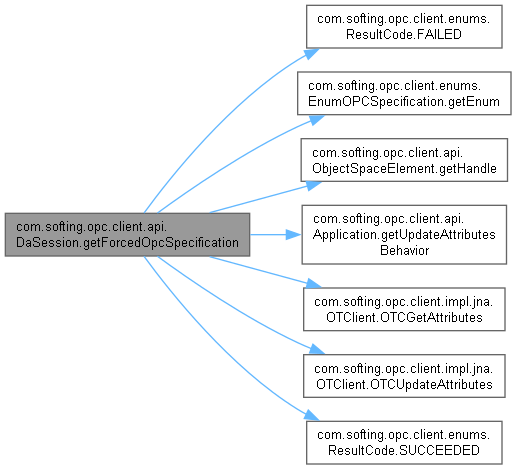 com.softing.opc.client.api.
DaSession.getForcedOpcSpecification
com.softing.opc.client.enums.
ResultCode.FAILED
com.softing.opc.client.enums.
EnumOPCSpecification.getEnum
com.softing.opc.client.api.
ObjectSpaceElement.getHandle
com.softing.opc.client.api.
Application.getUpdateAttributes
Behavior
com.softing.opc.client.impl.jna.
OTClient.OTCGetAttributes
com.softing.opc.client.impl.jna.
OTClient.OTCUpdateAttributes
com.softing.opc.client.enums.
ResultCode.SUCCEEDED